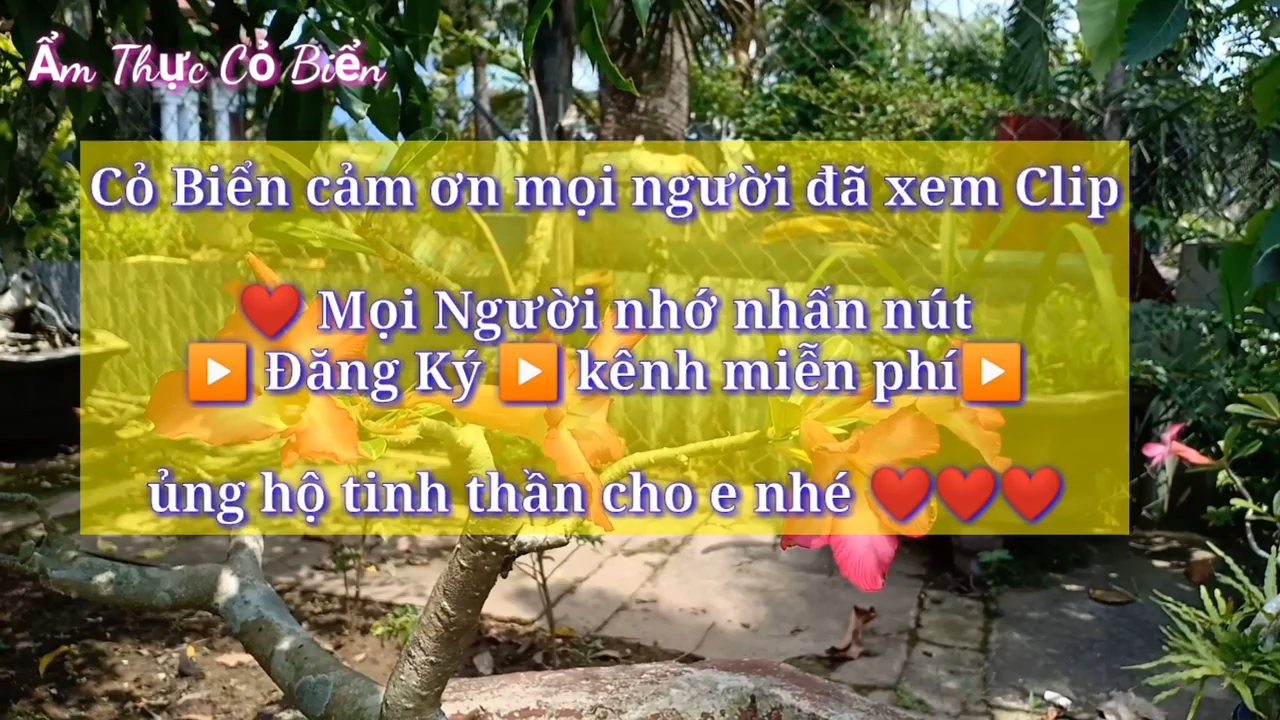 Ẩm Thực Cỏ Biển
Cỏ Biển cảm ơn mọi người đã xem Clip
❤️ Mọi Người nhớ nhấn nút
▶️ Đăng Ký ▶️ kênh miễn phí▶️
ủng hộ tinh thần cho e nhé ❤️❤️❤️